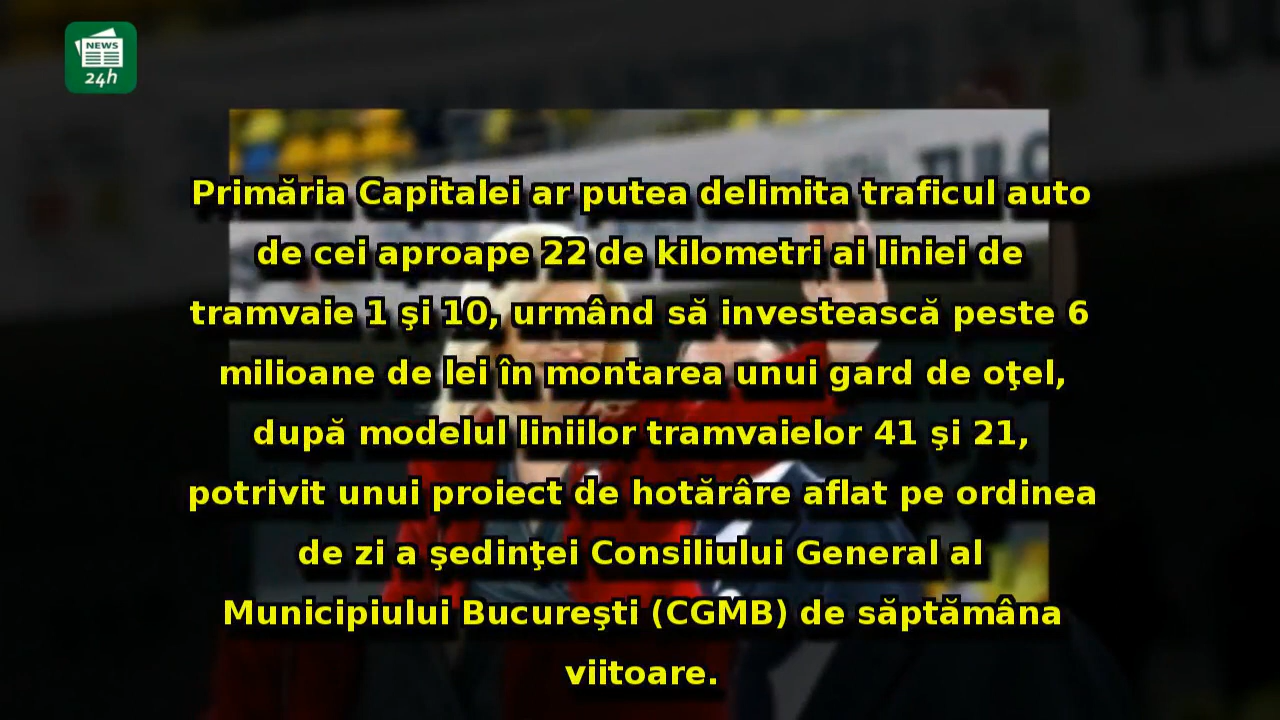 NEWS
24h
Primăria Capitalei ar putea delimita traficul auto
de cei aproape 22 de kilometri ai liniei de
tramvaie 1 şi 10, urmând să investească peste 6
milioane de lei în montarea unui gard de oţel,
după modelul liniilor tramvaielor 41 şi 21,
potrivit unui proiect de hotărâre aflat pe ordinea
de zi a şedinţei Consiliului General al
Municipiului Bucureşti (CGMB) de săptămâna
viitoare.